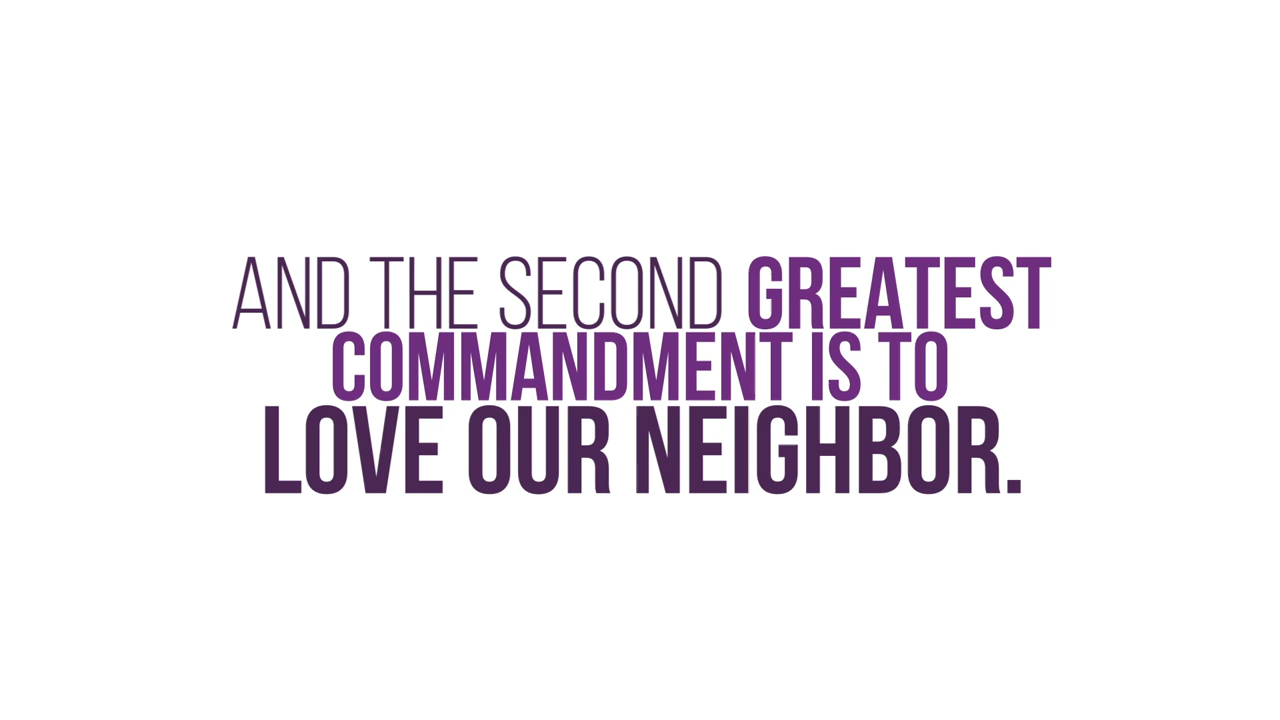 AND THE SECOND GREATEST
COMMANDMENT IS TO
LOVE OUR NEIGHBOR.